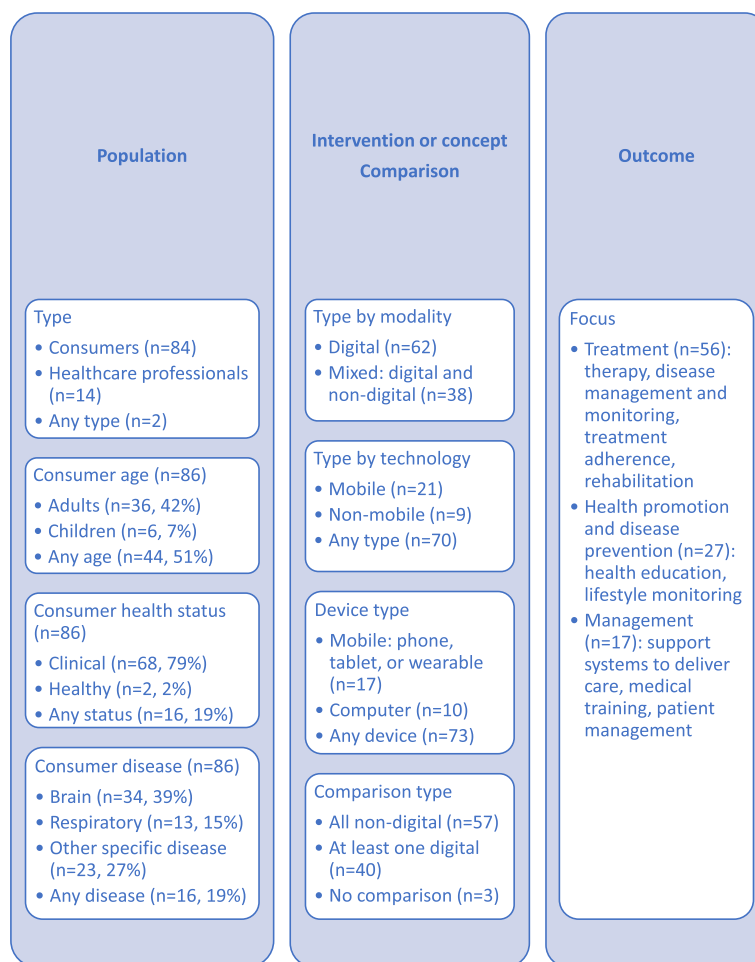 Population
Type
• Consumers (n=84)
• Healthcare professionals
(n=14)
• Any type (n=2)
Consumer age (n=86)
• Adults (n=36, 42%)
• Children (n=6, 7%)
• Any age (n=44, 51%)
Consumer health status
(n=86)
• Clinical (n=68, 79%)
• Healthy (n=2, 2%)
• Any status (n=16, 19%)
Consumer disease (n=86)
• Brain (n=34, 39%)
• Respiratory (n=13, 15%)
• Other specific disease
(n=23, 27%)
• Any disease (n=16, 19%)
Intervention or concept
Comparison
Type by modality
• Digital (n=62)
• Mixed: digital and
non-digital (n=38)
Type by technology
• Mobile (n=21)
• Non-mobile (n=9)
• Any type (n=70)
Device type
• Mobile: phone,
tablet, or wearable
(n=17)
• Computer (n=10)
• Any device (n=73)
Comparison type
• All non-digital (n=57)
• At least one digital
(n=40)
• No comparison (n=3)
Outcome
Focus
• Treatment (n=56):
therapy, disease
management and
monitoring,
treatment
adherence,
rehabilitation
• Health promotion
and disease
prevention (n=27):
health education,
lifestyle monitoring
• Management
(n=17): support
systems to deliver
care, medical
training, patient
management